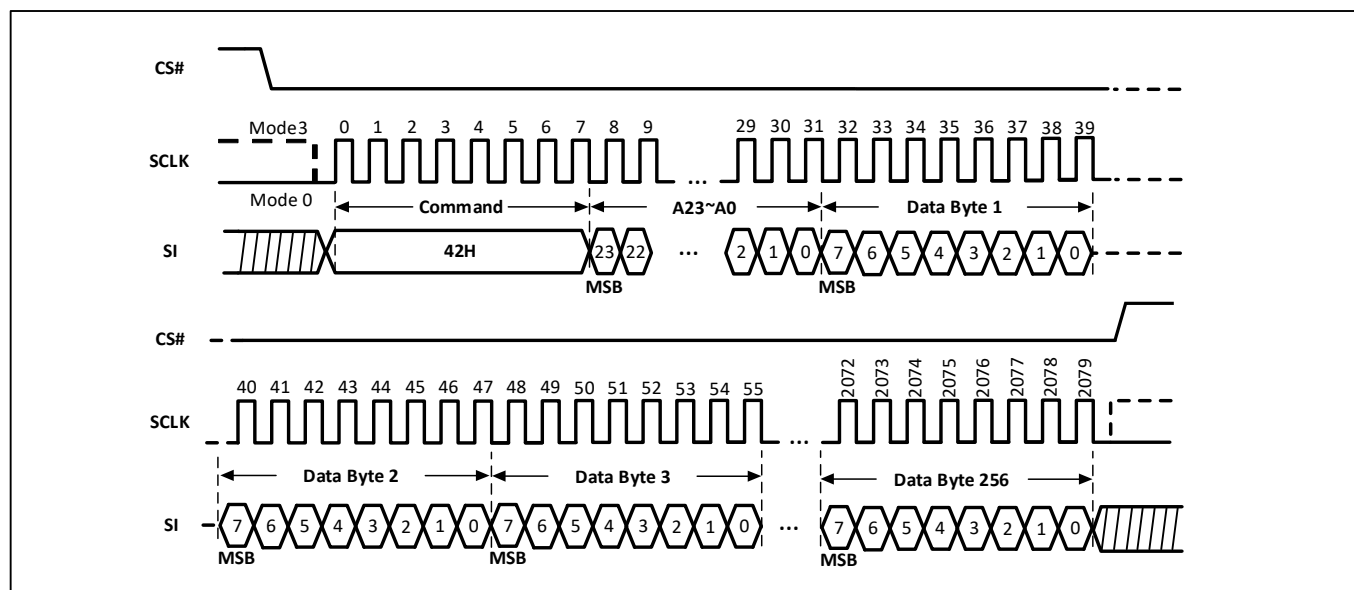 CS#
Mode3 0 1 2 3 4 5 6 7 8 9 29 30 31 32 33 34 35 36 37 38 39
SCLK
...
Mode 0 Command A23~A0 Data Byte 1
SI 42H 23 22 ... 2 1 0 7 6 5 4 3 2 1 0
MSB MSB
CS#
40 41 42 43 44 45 46 47 48 49 50 51 52 53 54 55 2072 2073 2074 2075 2076 2077 2078 2079
SCLK
...
Data Byte 2 Data Byte 3 Data Byte 256
SI 7 6 5 4 3 2 1 0 7 6 5 4 3 2 1 0 ... 7 6 5 4 3 2 1 0
MSB MSB MSB